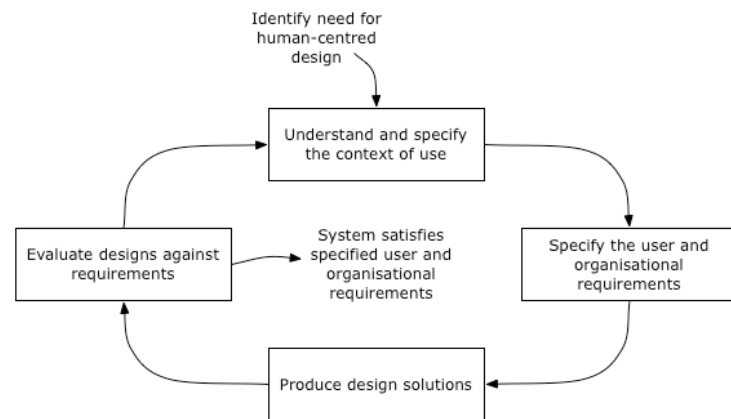 Identify need for
human-centred
design
Understand and specify
the context of use
Evaluate designs against
requirements
System satisfies
specified user and
organisational
requirements
Specify the user and
organisational
requirements
Produce design solutions